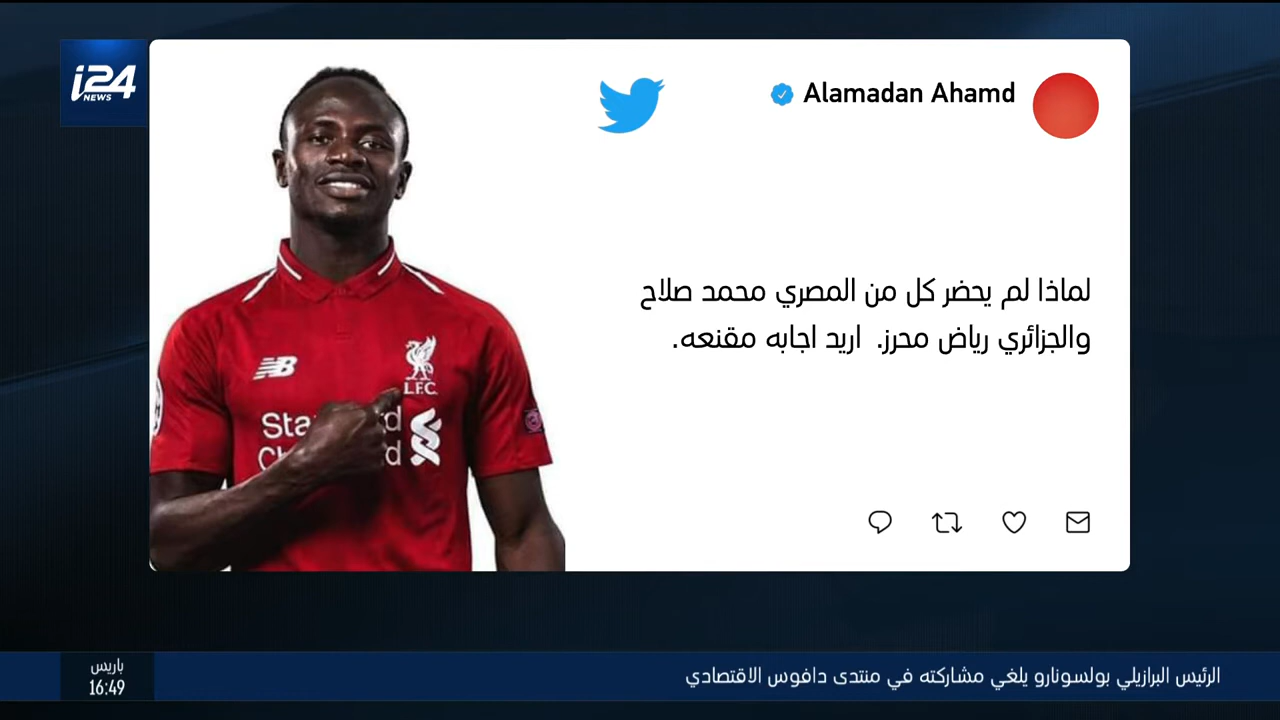 i24
NEWS
Alamadan Ahamd
لماذا لم يحضر كل من المصري محمد صلاح
والجزائري رياض محرز. اريد اجابه مقنعه.
L.F.C.
باريس
16:49
الرئيس البرازيلي بولسونارو يلغي مشاركته في منتدى دافوس الاقتصادي